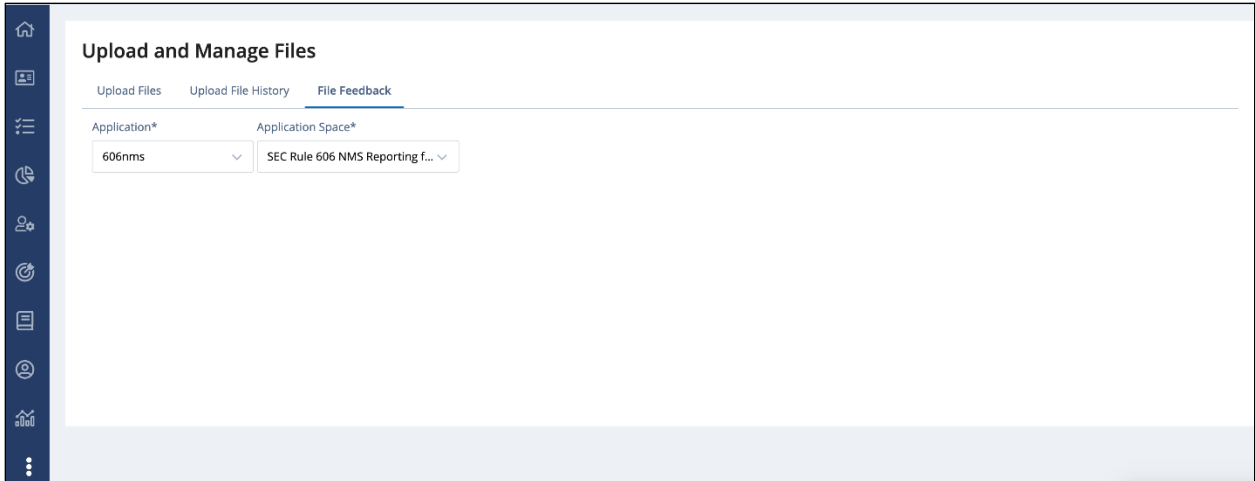 Upload and Manage Files
Upload Files Upload File History File Feedback
Application* Application Space*
606nms SEC Rule 606 NMS Reporting f...